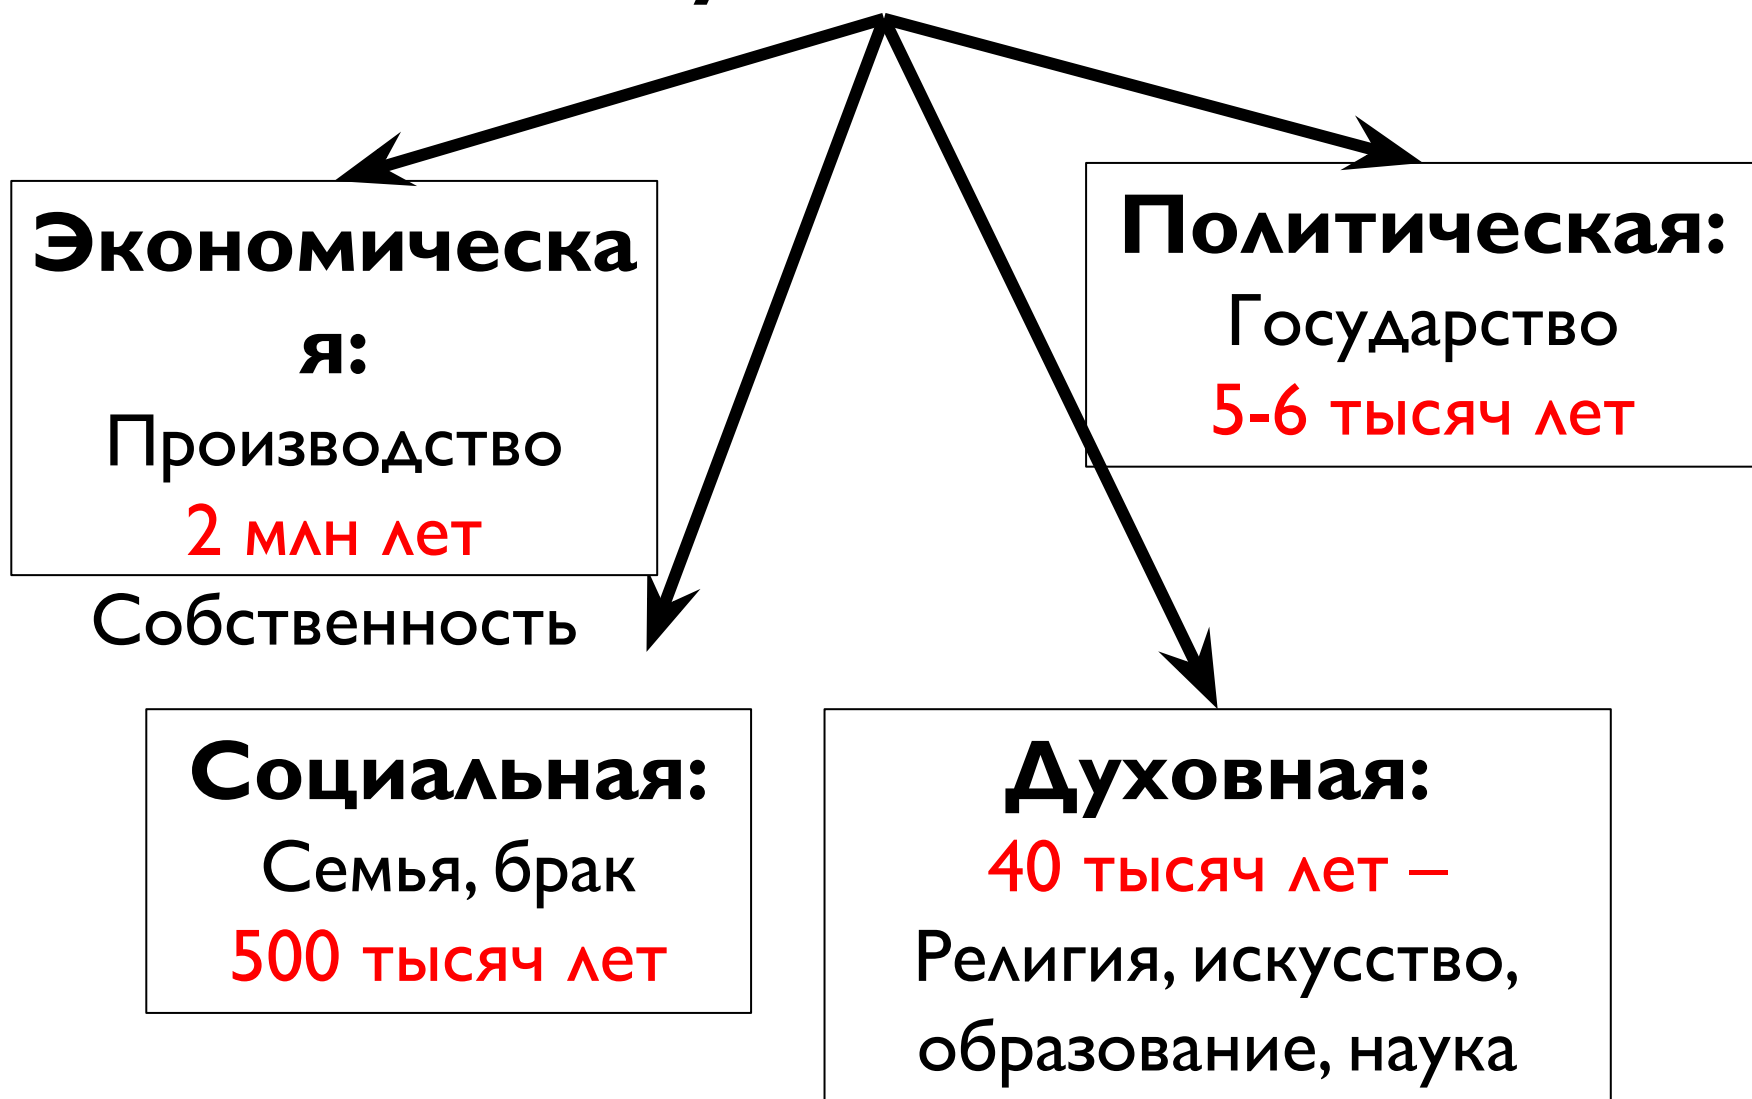 Экономическа
я:
Производство
2 млн лет
Собственность
Политическая:
Государство
5-6 тысяч лет
Социальная:
Семья, брак
500 тысяч лет
Духовная:
40 тысяч лет –
Религия, искусство,
образование, наука